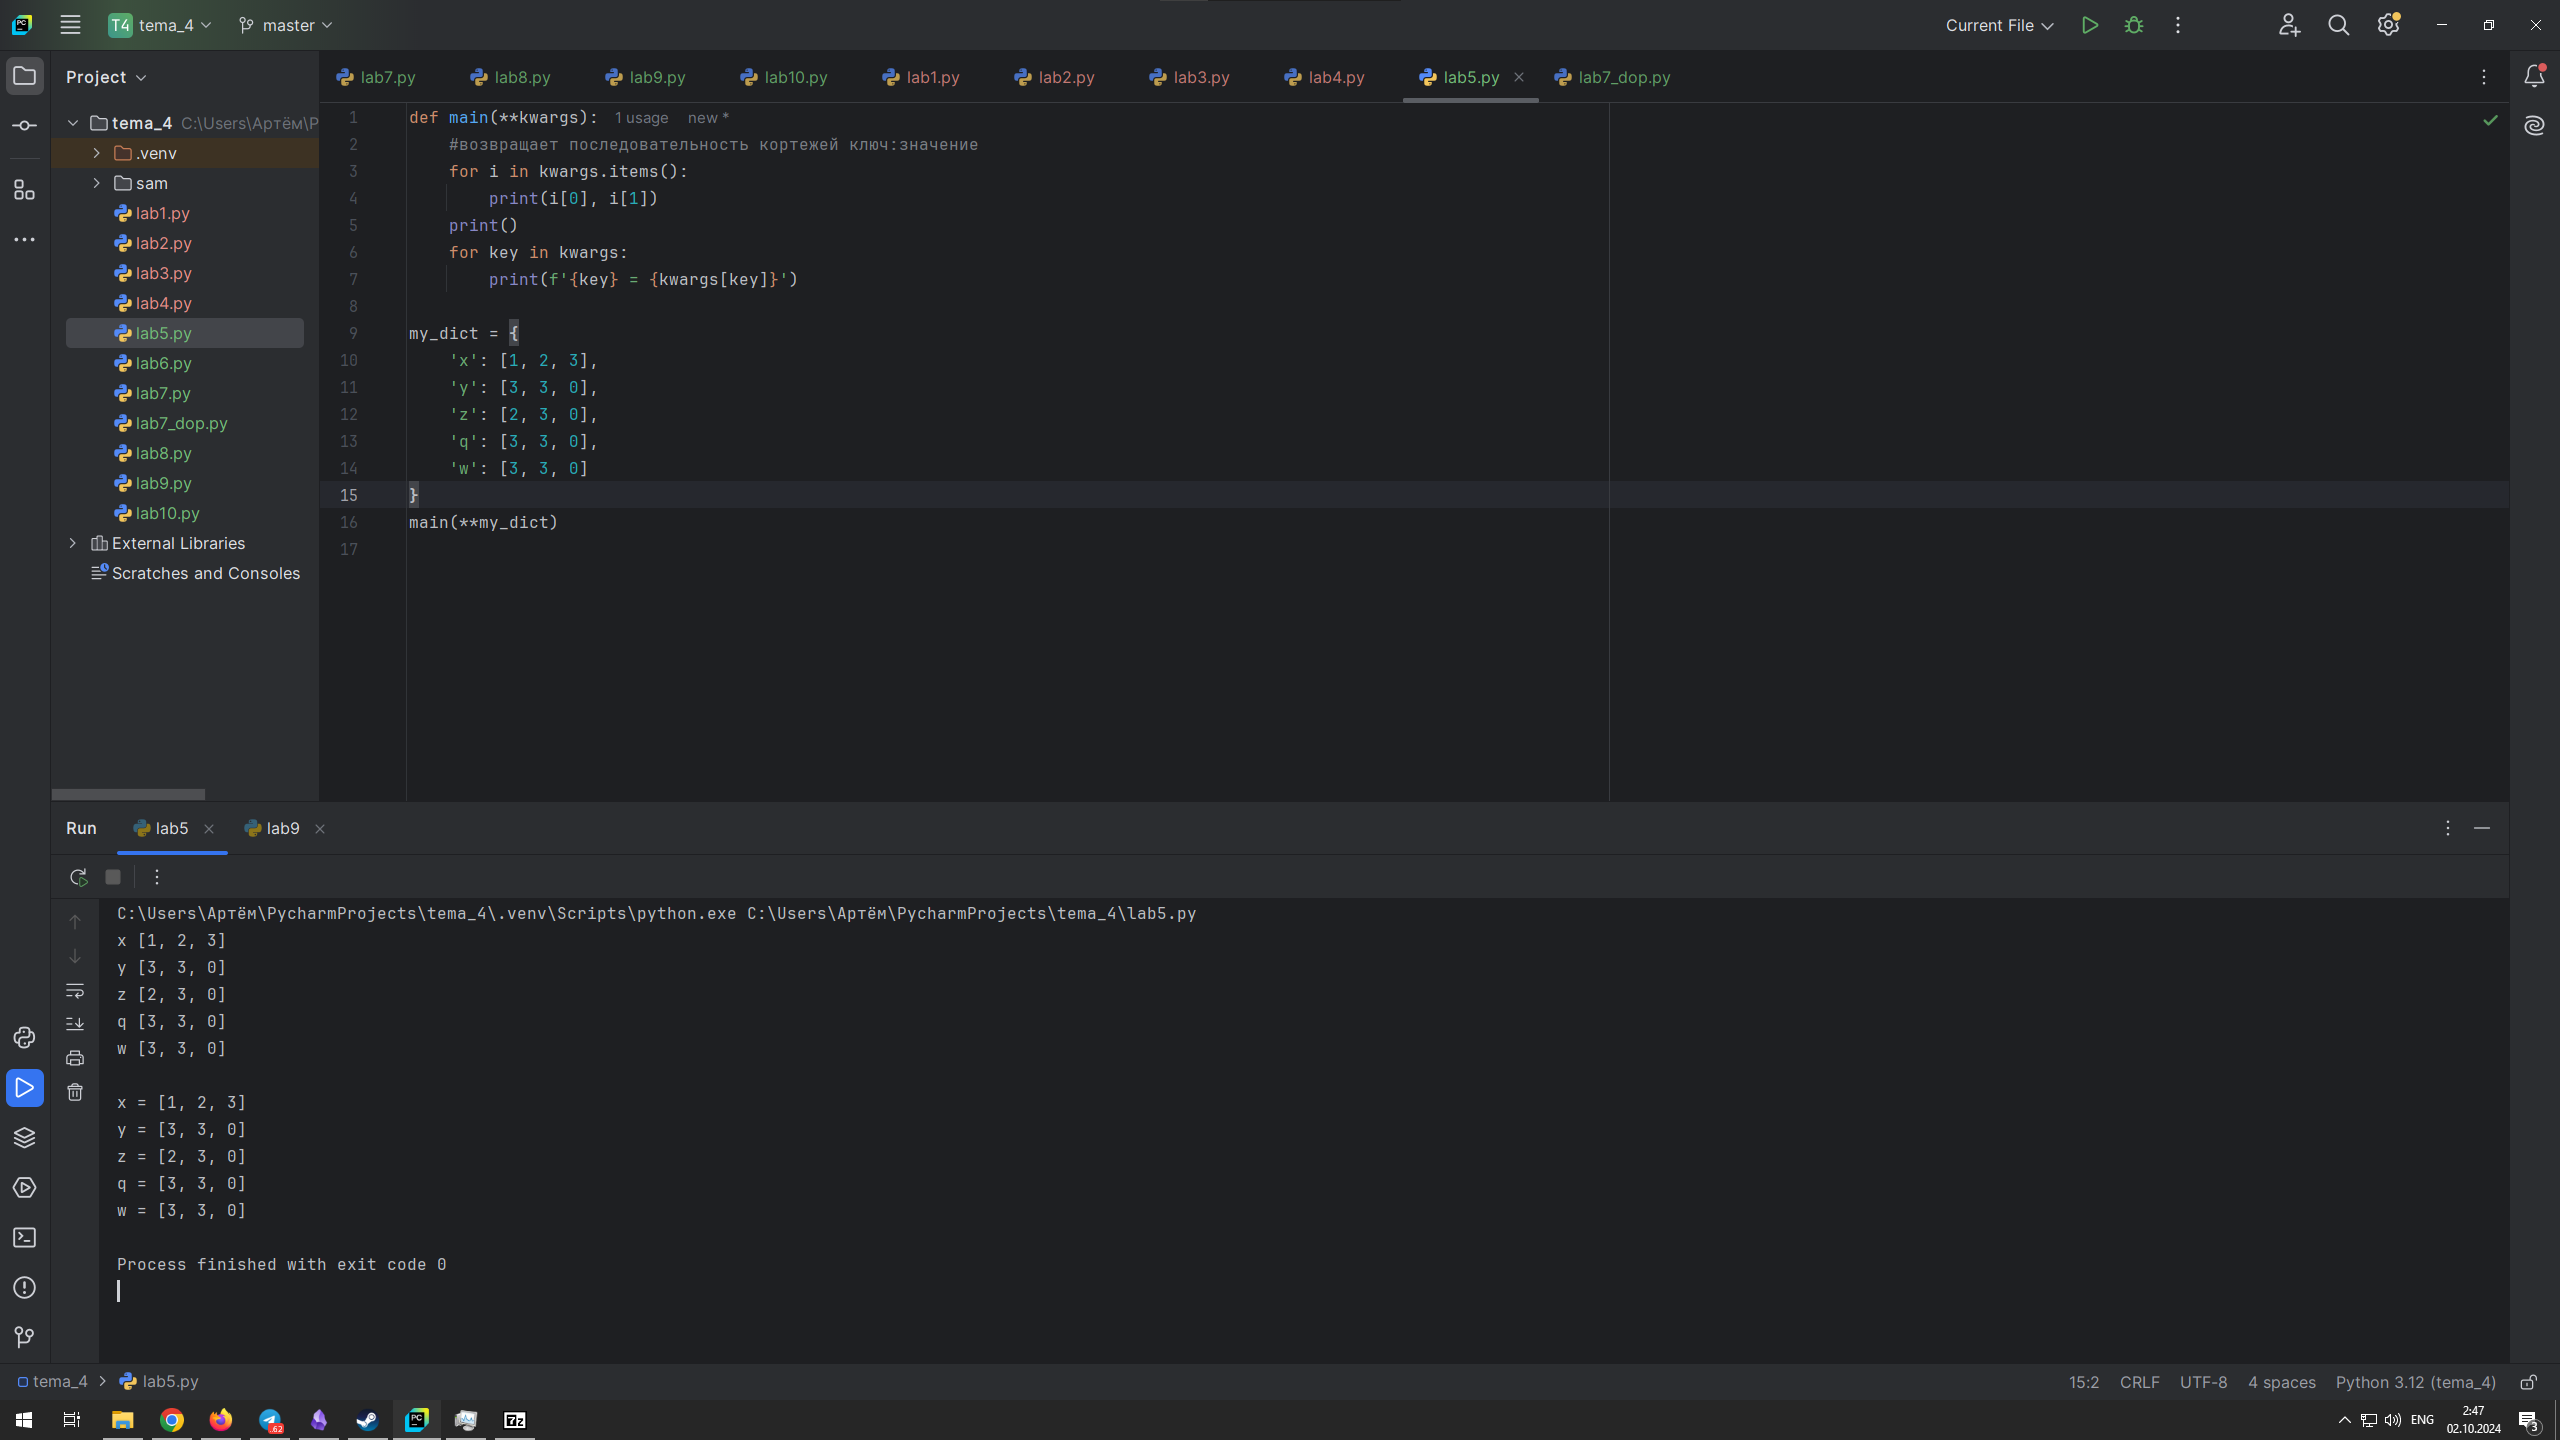 T4 tema_4 master Current File
Project
lab7.py lab8.py lab9.py lab10.py lab1.py lab2.py lab3.py lab4.py lab5.py lab7_dop.py
tema_4 C:\Users\Артём\P
.venv
sam
lab1.py
lab2.py
lab3.py
lab4.py
lab5.py
lab6.py
lab7.py
lab7_dop.py
lab8.py
lab9.py
lab10.py
External Libraries
Scratches and Consoles
1 def main(**kwargs): 1 usage new *
2 #возвращает последовательность кортежей ключ:значение
3 for i in kwargs.items():
4 print(i[0], i[1])
5 print()
6 for key in kwargs:
7 print(f'{key} = {kwargs[key]}')
8
9 my_dict = {
10 'x': [1, 2, 3],
11 'y': [3, 3, 0],
12 'z': [2, 3, 0],
13 'q': [3, 3, 0],
14 'w': [3, 3, 0]
15 }
16 main(**my_dict)
17
Run lab5 lab9
C:\Users\Артём\PycharmProjects\tema_4\.venv\Scripts\python.exe C:\Users\Артём\PycharmProjects\tema_4\lab5.py
x [1, 2, 3]
y [3, 3, 0]
z [2, 3, 0]
q [3, 3, 0]
w [3, 3, 0]
x = [1, 2, 3]
y = [3, 3, 0]
z = [2, 3, 0]
q = [3, 3, 0]
w = [3, 3, 0]
Process finished with exit code 0
tema_4 > lab5.py 15:2 CRLF UTF-8 4 spaces Python 3.12 (tema_4)
PC .62 7z ENG 2:47
02.10.2024 3